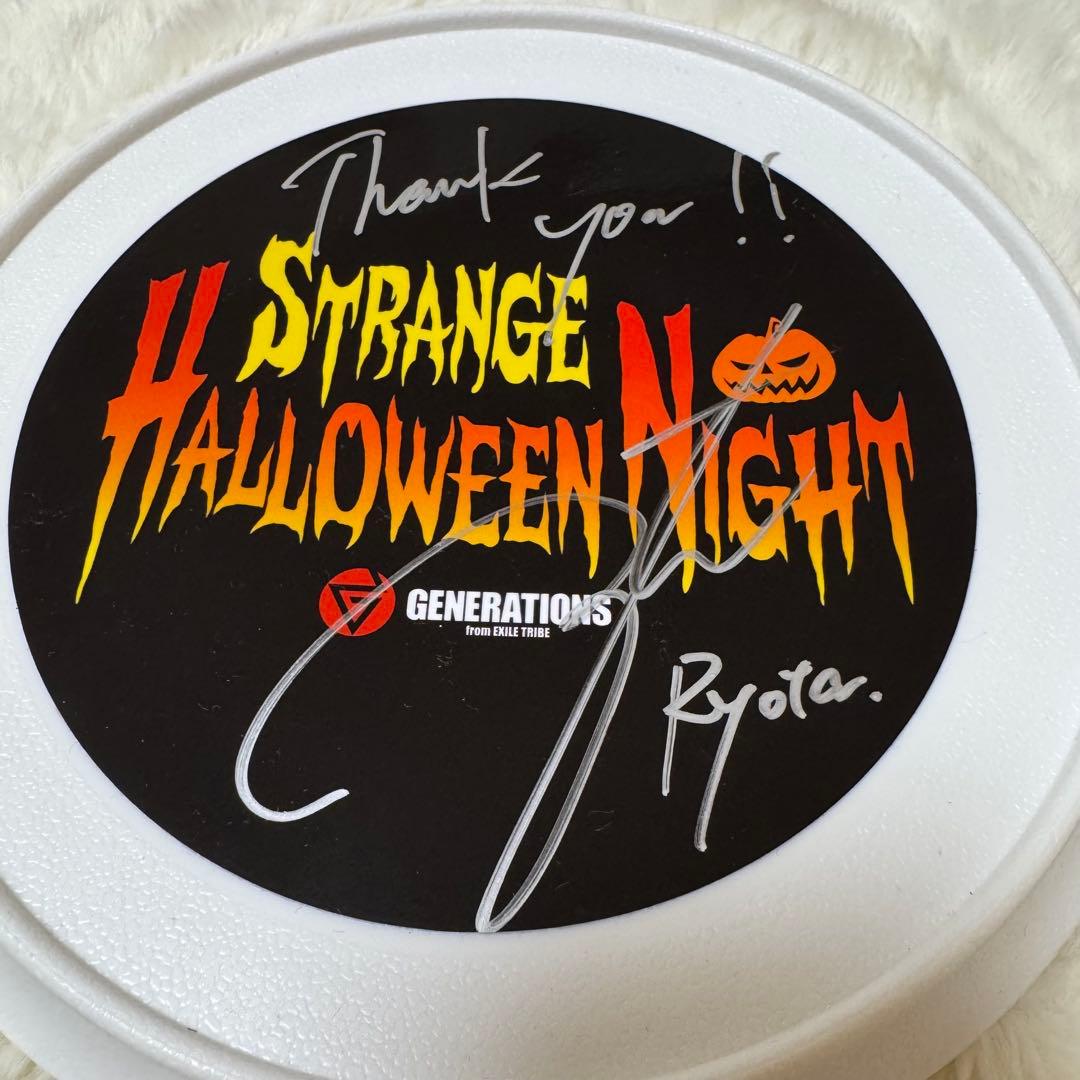 Thank you!!
STRANGE
HALLOWEEN NIGHT
GENERATIONS
from EXILE TRIBE
Ryota.